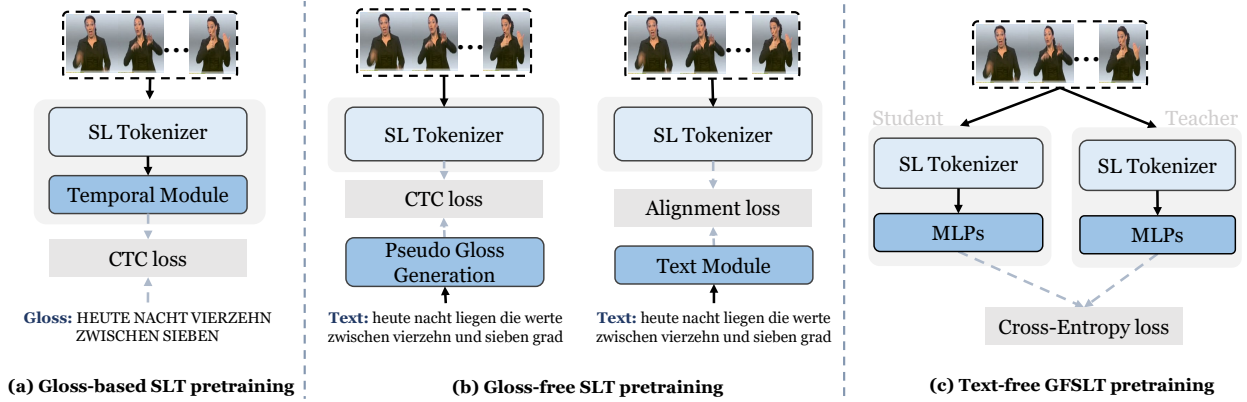 SL Tokenizer
Temporal Module
CTC loss
Gloss: HEUTE NACHT VIERZEHN
ZWISCHEN SIEBEN
(a) Gloss-based SLT pretraining
SL Tokenizer
CTC loss
Pseudo Gloss
Generation
Text: heute nacht liegen die werte
zwischen vierzehn und sieben grad
SL Tokenizer
Alignment loss
Text Module
Text: heute nacht liegen die werte
zwischen vierzehn und sieben grad
(b) Gloss-free SLT pretraining
Student
SL Tokenizer
MLPs
Teacher
SL Tokenizer
MLPs
Cross-Entropy loss
(c) Text-free GFSLT pretraining